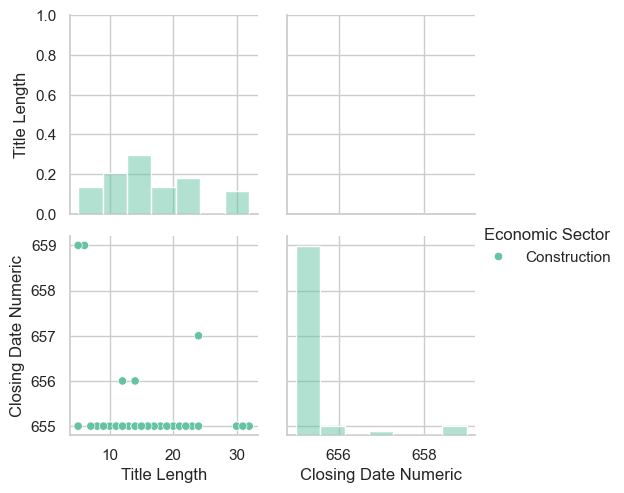 1.0
0.8
0.6
0.4
0.2
0.0
Title Length
659
658
657
656
655
Closing Date Numeric
10 20 30
Title Length
656 658
Closing Date Numeric
Economic Sector
Construction